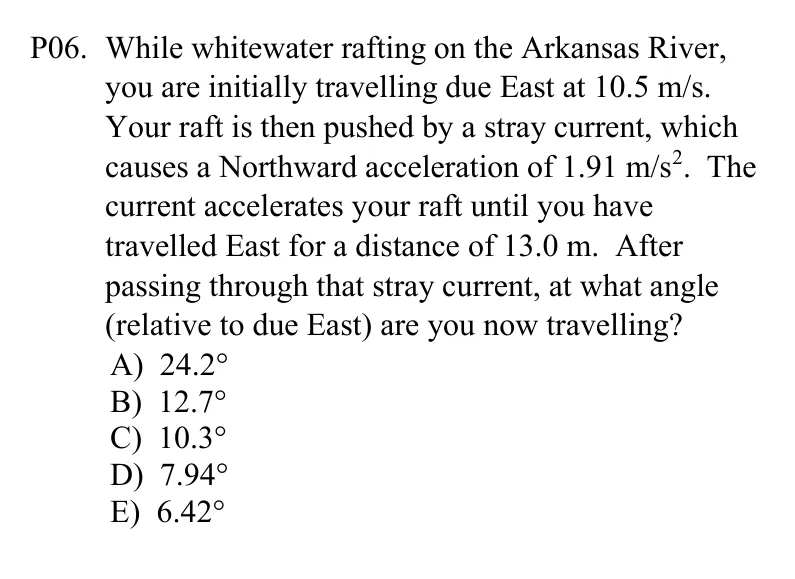 P06. While whitewater rafting on the Arkansas River,
you are initially travelling due East at 10.5 m/s.
Your raft is then pushed by a stray current, which
causes a Northward acceleration of 1.91 m/s². The
current accelerates your raft until you have
travelled East for a distance of 13.0 m. After
passing through that stray current, at what angle
(relative to due East) are you now travelling?
A) 24.2°
B) 12.7°
C) 10.3°
D) 7.94°
E) 6.42°